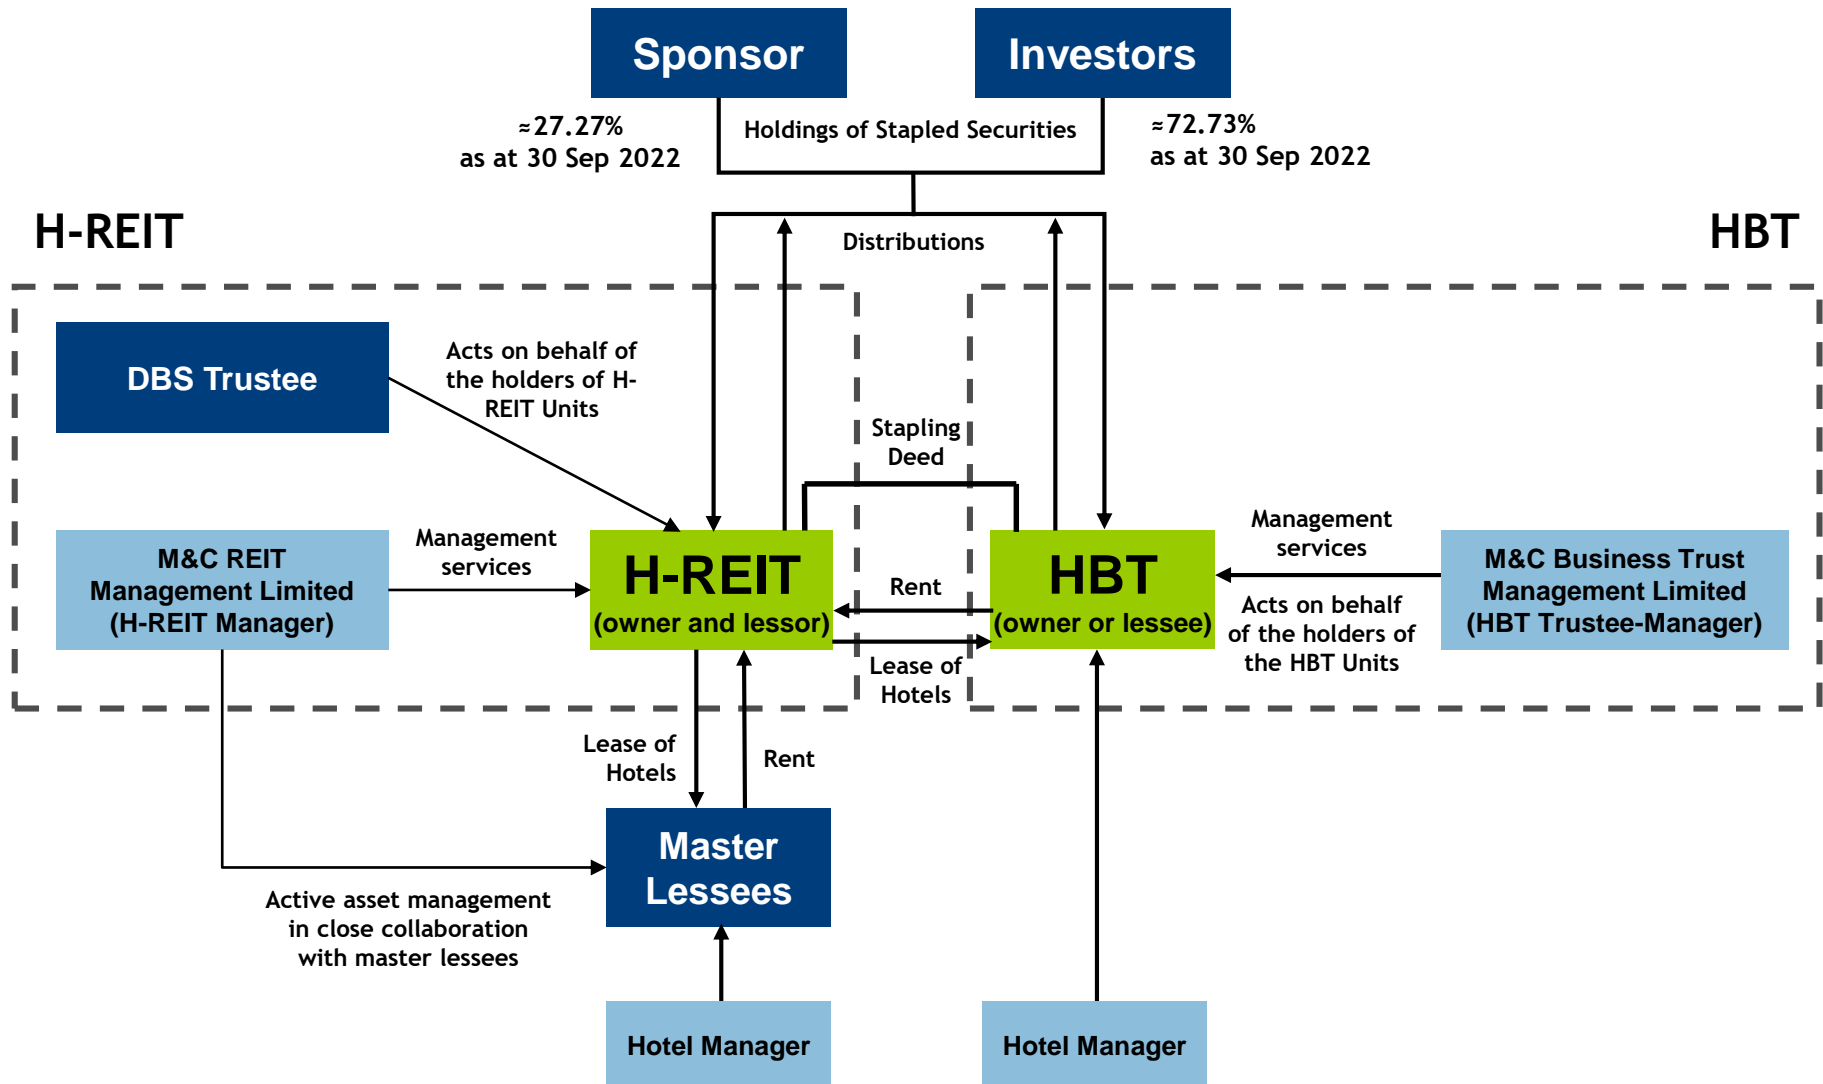 Sponsor
Investors
≈27.27%
as at 30 Sep 2022
Holdings of Stapled Securities
≈72.73%
as at 30 Sep 2022
H-REIT
HBT
Distributions
DBS Trustee
Acts on behalf of
the holders of H-
REIT Units
Stapling
Deed
M&C REIT
Management Limited
(H-REIT Manager)
Management
services
H-REIT
(owner and lessor)
Rent
Lease of
Hotels
HBT
(owner or lessee)
Management
services
Acts on behalf
of the holders of
the HBT Units
M&C Business Trust
Management Limited
(HBT Trustee-Manager)
Lease of
Hotels
Rent
Master
Lessees
Active asset management
in close collaboration
with master lessees
Hotel Manager
Hotel Manager